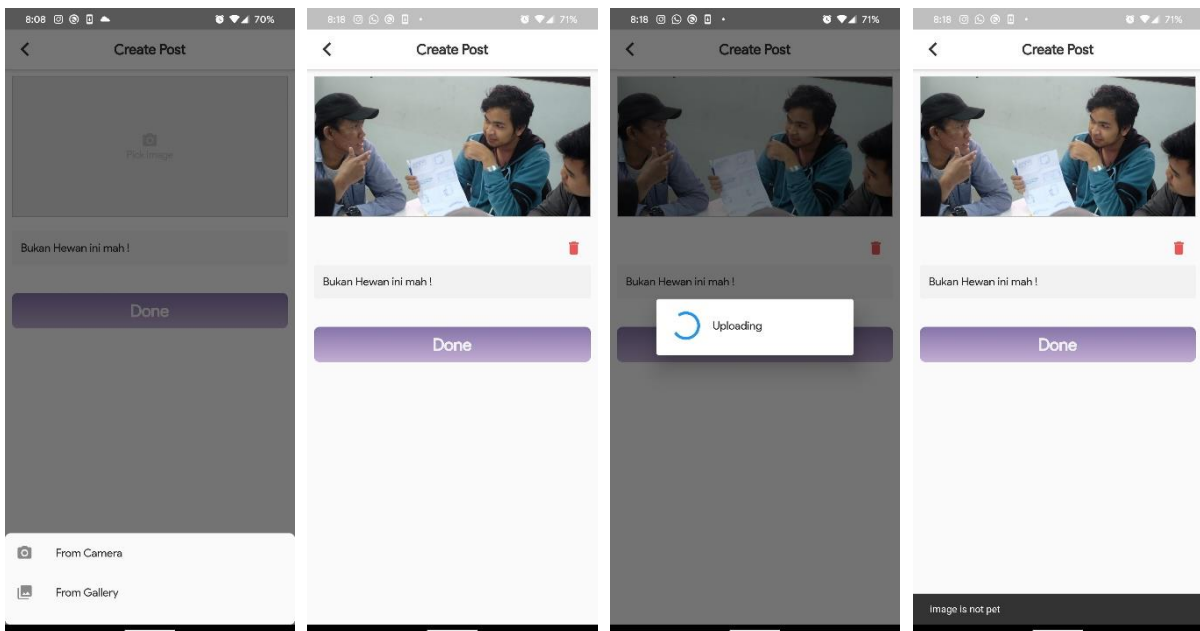 8:08
70%
Create Post
Pick image
Bukan Hewan ini mah !
Done
From Camera
From Gallery
8:18
71%
Create Post
Bukan Hewan ini mah !
Done
8:18
71%
Create Post
Bukan Hewan ini mah !
Uploading
8:18
71%
Create Post
Bukan Hewan ini mah !
Done
image is not pet